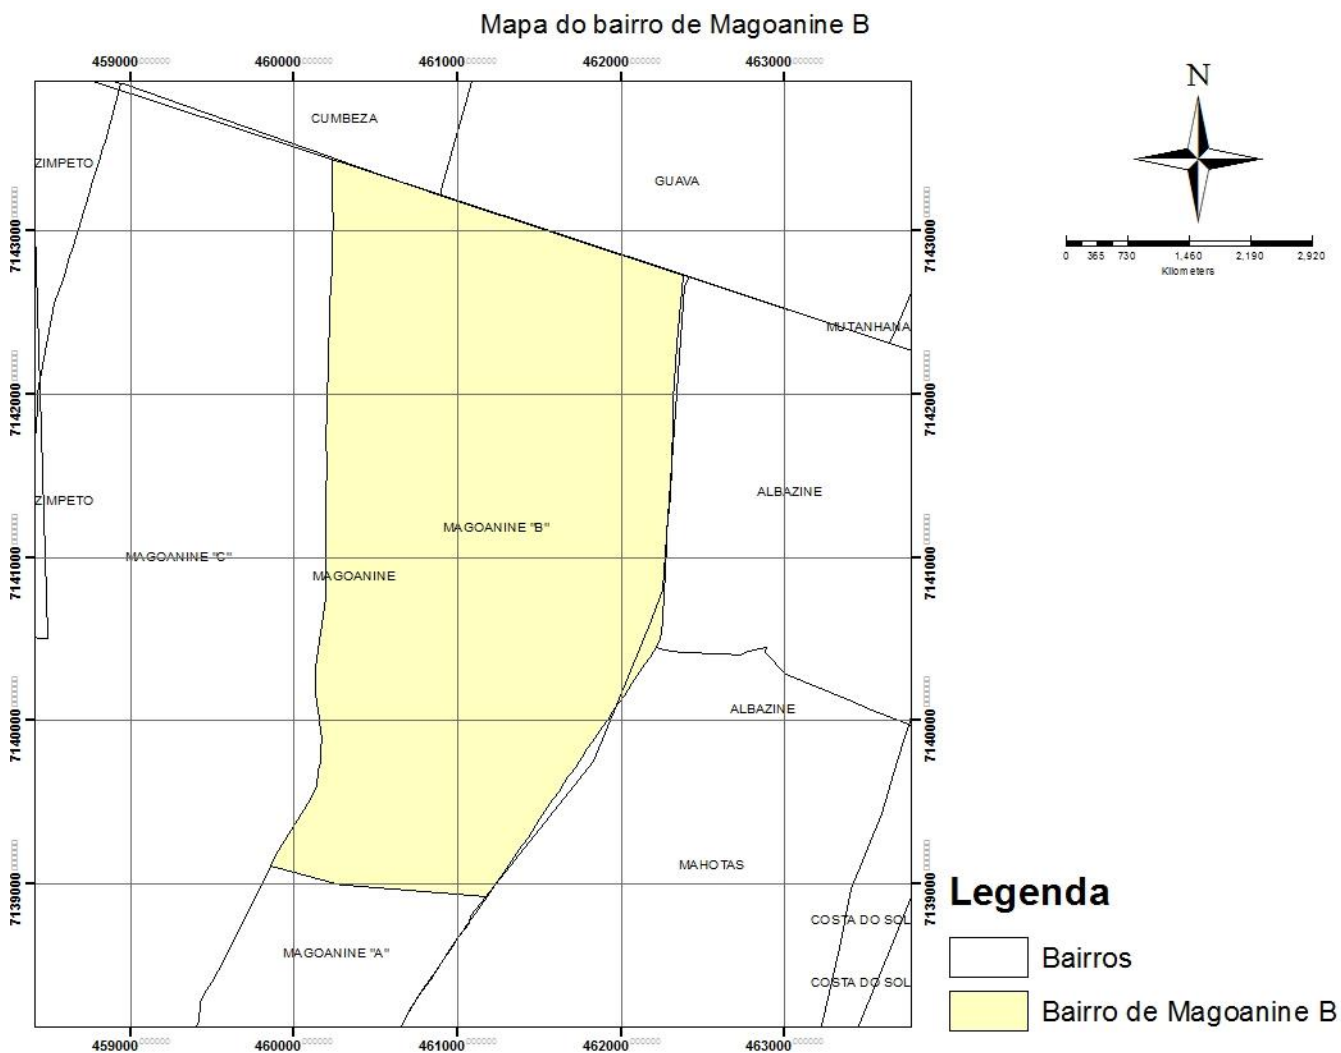 Mapa do bairro de Magoanine B
459000 460000 461000 462000 463000
N
CUMBEZA
ZIMPETO
GUAVA
7143000
7143000
0 365 730 1,460 2,190 2,920
Kilometers
MUTANHANA
7142000
7142000
ALBAZINE
ZIMPETO
MAGOANINE "B"
MAGOANINE "C"
7141000
7141000
MAGOANINE
ALBAZINE
7140000
7140000
MAHOTAS
7139000
7139000
Legenda
COSTA DO SOL
MAGOANINE "A"
Bairros
COSTA DO SOL
Bairro de Magoanine B
459000 460000 461000 462000 463000